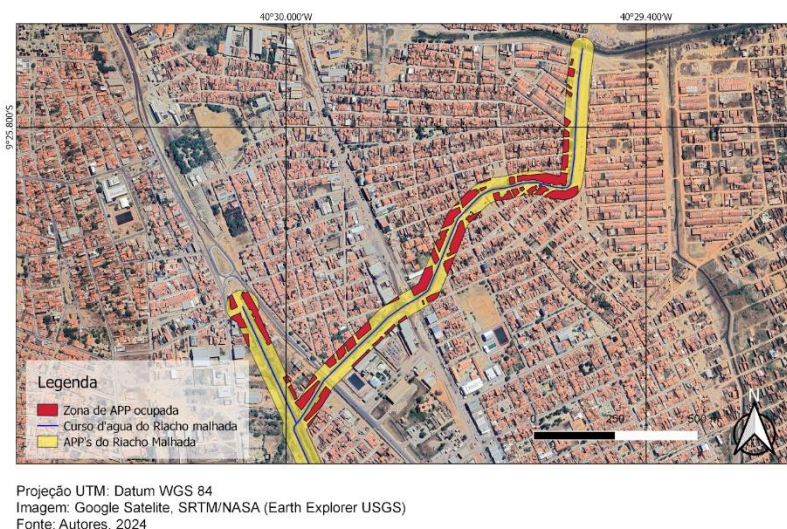 40°30.000'W
40°29.400'W
9°25.800'S
Legenda
Zona de APP ocupada
Curso d'agua do Riacho malhada
APP's do Riacho Malhada
0 250 500
N
Projeção UTM: Datum WGS 84
Imagem: Google Satelite, SRTM/NASA (Earth Explorer USGS)
Fonte: Autores, 2024